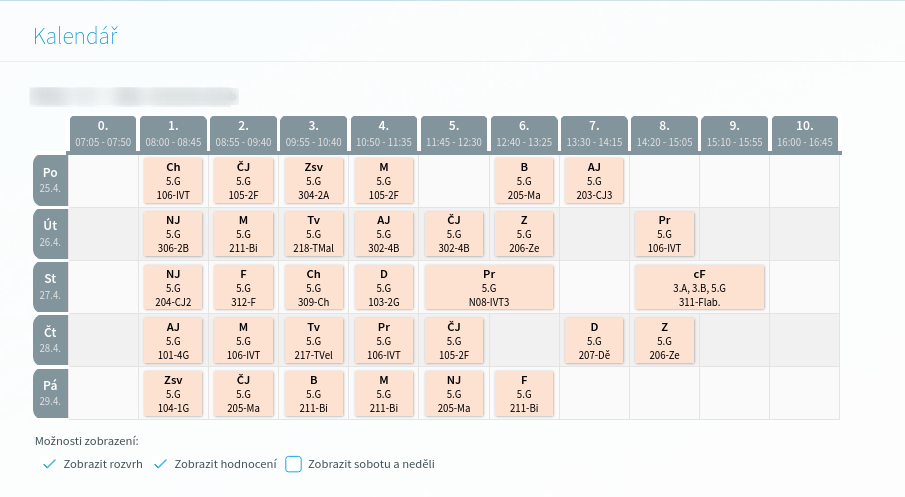 Kalendář
0. 1. 2. 3. 4. 5. 6. 7. 8. 9. 10.
07:05 - 07:50 08:00 - 08:45 08:55 - 09:40 09:55 - 10:40 10:50 - 11:35 11:45 - 12:30 12:40 - 13:25 13:30 - 14:15 14:20 - 15:05 15:10 - 15:55 16:00 - 16:45
Po Ch ČJ Zsv M B AJ
25.4. 5.G 5.G 5.G 5.G 5.G 5.G
106-IVT 105-2F 304-2A 105-2F 205-Ma 203-CJ3
Út NJ M Tv AJ ČJ Z Pr
26.4. 5.G 5.G 5.G 5.G 5.G 5.G 5.G
306-2B 211-Bi 218-TMal 302-4B 302-4B 206-Ze 106-IVT
St NJ F Ch D Pr cF
27.4. 5.G 5.G 5.G 5.G 5.G 3.A, 3.B, 5.G
204-CJ2 312-F 309-Ch 103-2G N08-IVT3 311-Flab.
Čt AJ M Tv Pr ČJ D Z
28.4. 5.G 5.G 5.G 5.G 5.G 5.G 5.G
101-4G 106-IVT 217-TVel 106-IVT 105-2F 207-Dě 206-Ze
Pá Zsv ČJ B M NJ F
29.4. 5.G 5.G 5.G 5.G 5.G 5.G
104-1G 205-Ma 211-Bi 211-Bi 205-Ma 211-Bi
Možnosti zobrazení:
Zobrazit rozvrh Zobrazit hodnocení Zobrazit sobotu a neděli